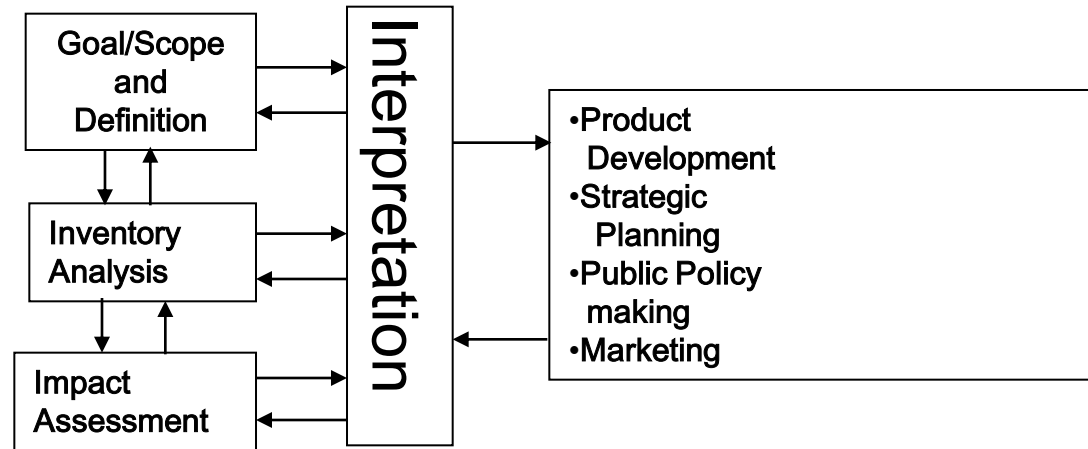 Goal/Scope
and
Definition
Inventory
Analysis
Impact
Assessment
Interpretation
•Product
Development
•Strategic
Planning
•Public Policy
making
•Marketing